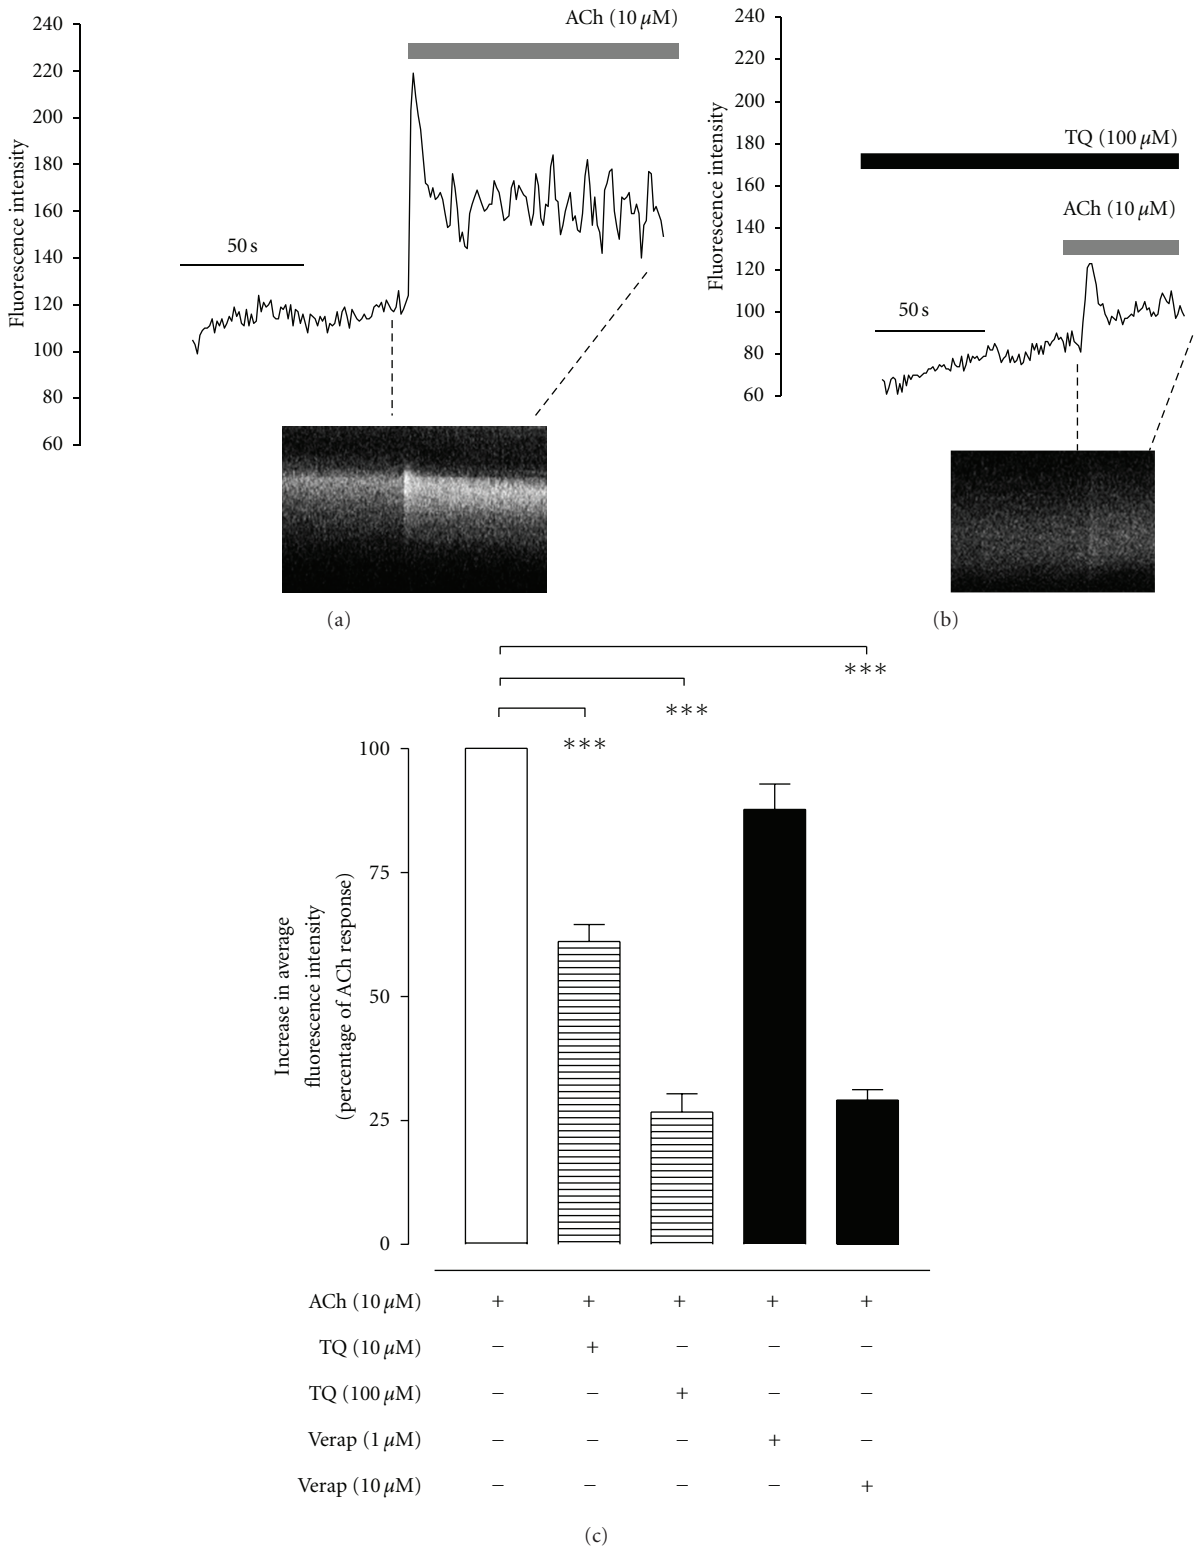 240
220
200
180
160
140
120
100
80
60
Fluorescence intensity
ACh (10 µM)
50 s
(a)
240
220
200
180
160
140
120
100
80
60
Fluorescence intensity
TQ (100 µM)
ACh (10 µM)
50 s
(b)
***
***
***
100
75
50
25
0
Increase in average
fluorescence intensity
(percentage of ACh response)
ACh (10 µM) + + + + +
TQ (10 µM) − + − − −
TQ (100 µM) − − + − −
Verap (1 µM) − − − + −
Verap (10 µM) − − − − +
(c)